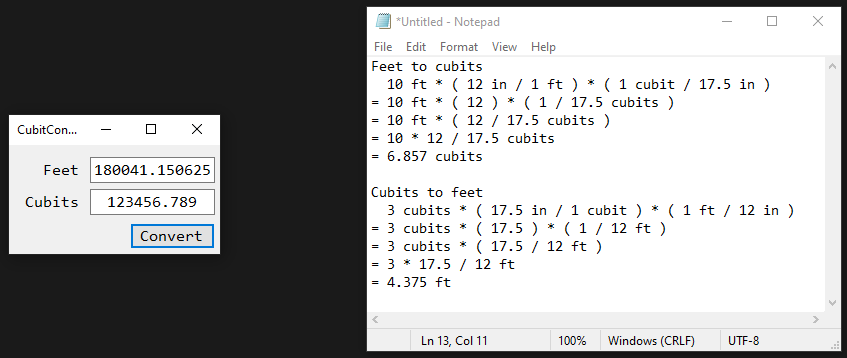 CubitCon...
Feet 180041.150625
Cubits 123456.789
Convert
*Untitled - Notepad
File Edit Format View Help
Feet to cubits
10 ft * ( 12 in / 1 ft ) * ( 1 cubit / 17.5 in )
= 10 ft * ( 12 ) * ( 1 / 17.5 cubits )
= 10 ft * ( 12 / 17.5 cubits )
= 10 * 12 / 17.5 cubits
= 6.857 cubits
Cubits to feet
3 cubits * ( 17.5 in / 1 cubit ) * ( 1 ft / 12 in )
= 3 cubits * ( 17.5 ) * ( 1 / 12 ft )
= 3 cubits * ( 17.5 / 12 ft )
= 3 * 17.5 / 12 ft
= 4.375 ft
Ln 13, Col 11 100% Windows (CRLF) UTF-8